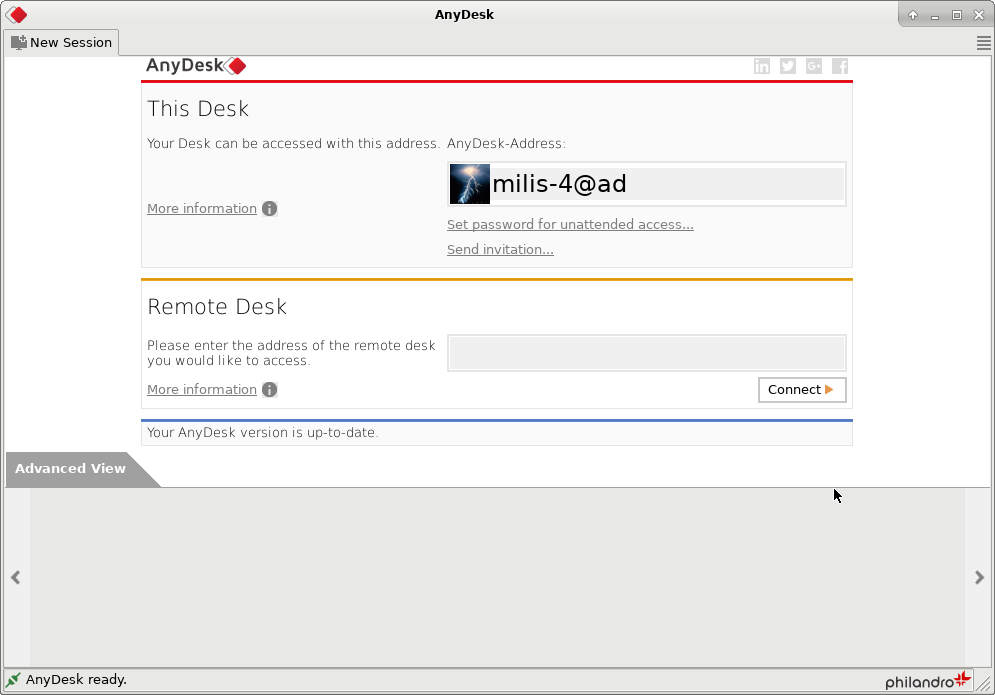 AnyDesk
New Session
AnyDesk
This Desk
Your Desk can be accessed with this address.
AnyDesk-Address:
milis-4@ad
More information
Set password for unattended access...
Send invitation...
Remote Desk
Please enter the address of the remote desk
you would like to access.
More information
Connect
Your AnyDesk version is up-to-date.
Advanced View
AnyDesk ready.
philandro